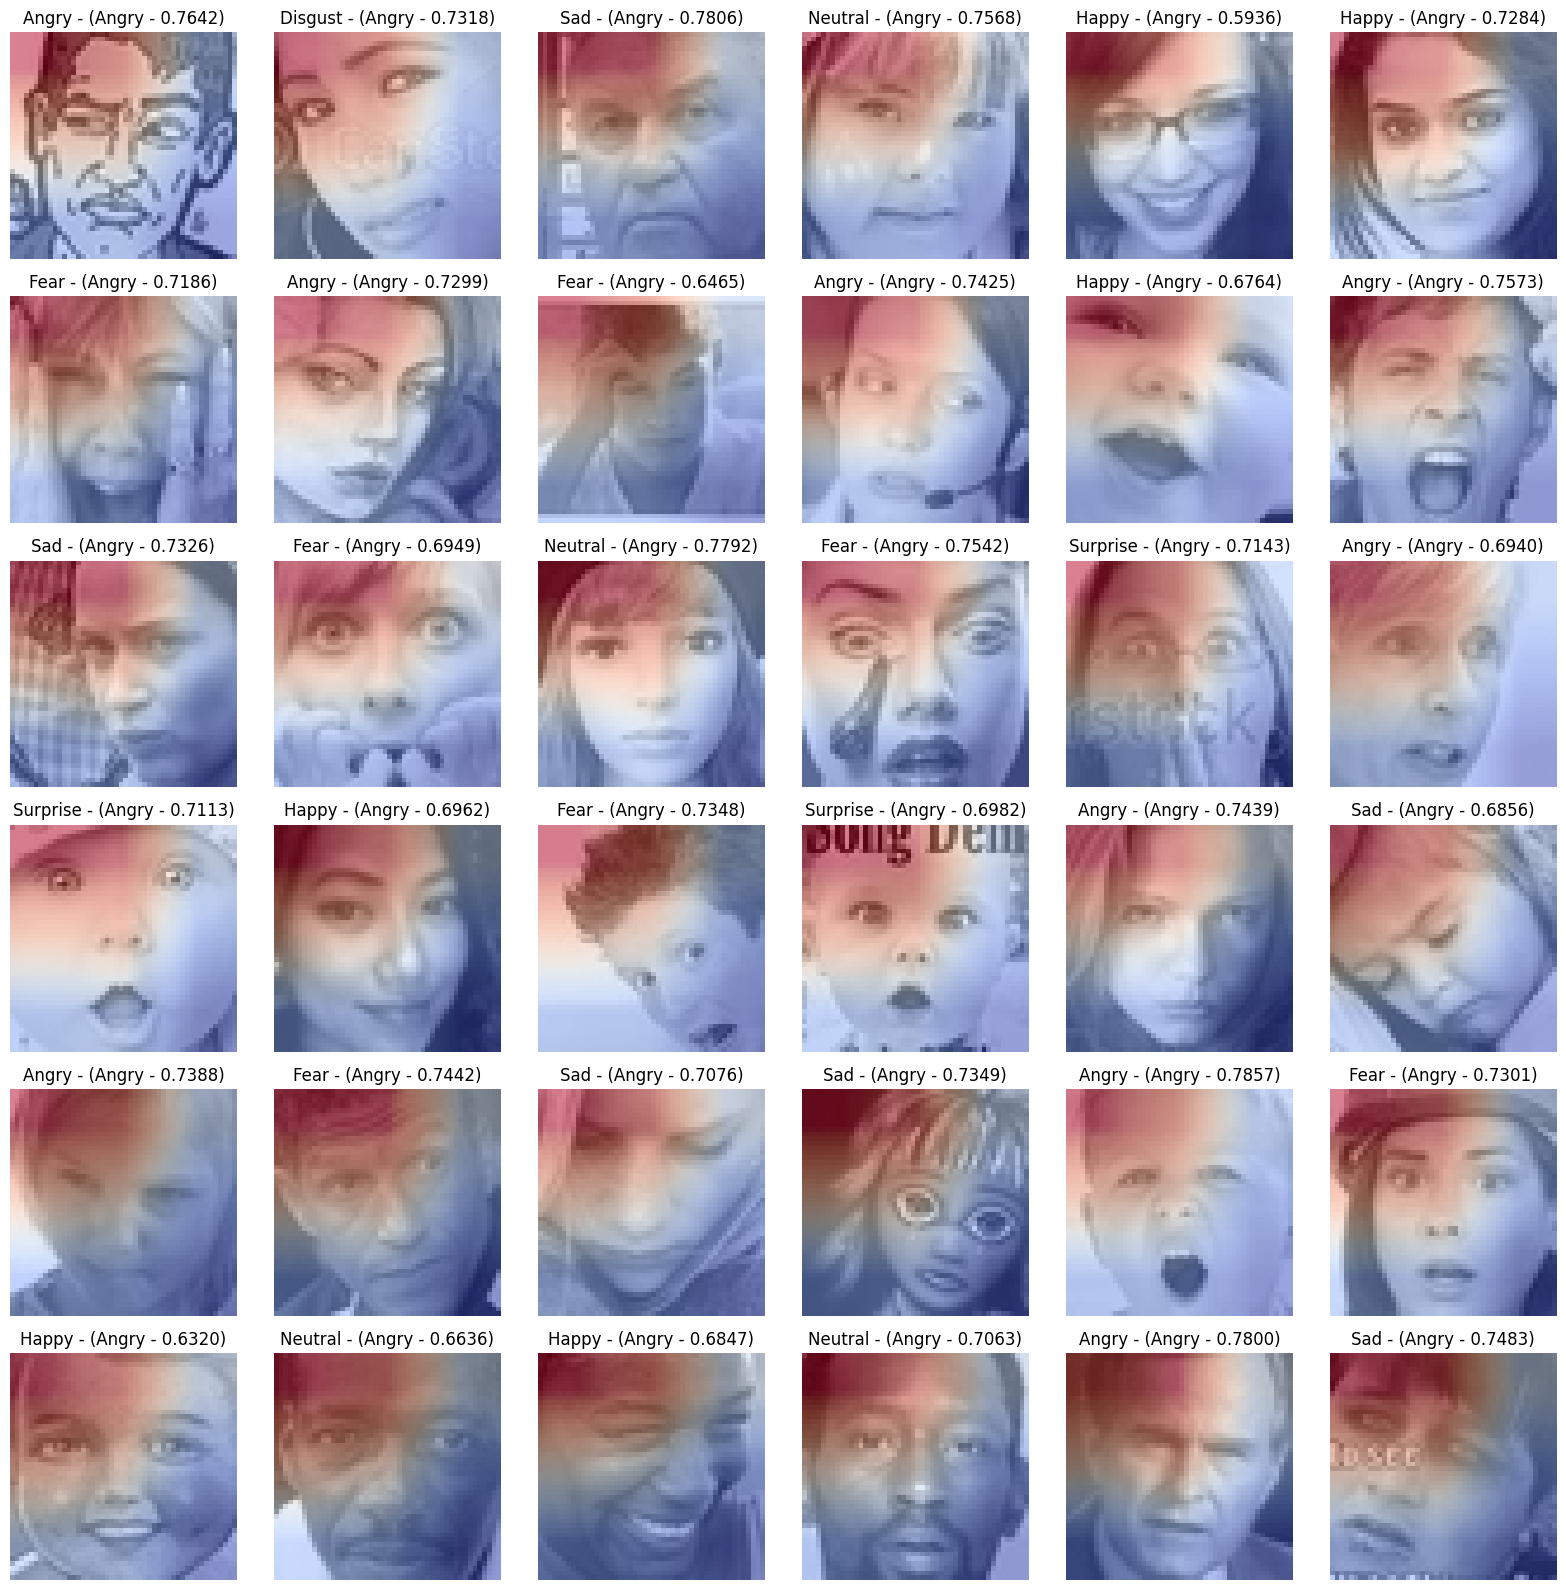 Angry - (Angry - 0.7642)
Disgust - (Angry - 0.7318)
Sad - (Angry - 0.7806)
Neutral - (Angry - 0.7568)
Happy - (Angry - 0.5936)
Happy - (Angry - 0.7284)
Fear - (Angry - 0.7186)
Angry - (Angry - 0.7299)
Fear - (Angry - 0.6465)
Angry - (Angry - 0.7425)
Happy - (Angry - 0.6764)
Angry - (Angry - 0.7573)
Sad - (Angry - 0.7326)
Fear - (Angry - 0.6949)
Neutral - (Angry - 0.7792)
Fear - (Angry - 0.7542)
Surprise - (Angry - 0.7143)
Angry - (Angry - 0.6940)
stock
Surprise - (Angry - 0.7113)
Happy - (Angry - 0.6962)
Fear - (Angry - 0.7348)
Surprise - (Angry - 0.6982)
Angry - (Angry - 0.7439)
Sad - (Angry - 0.6856)
Angry - (Angry - 0.7388)
Fear - (Angry - 0.7442)
Sad - (Angry - 0.7076)
Sad - (Angry - 0.7349)
Angry - (Angry - 0.7857)
Fear - (Angry - 0.7301)
Happy - (Angry - 0.6320)
Neutral - (Angry - 0.6636)
Happy - (Angry - 0.6847)
Neutral - (Angry - 0.7063)
Angry - (Angry - 0.7800)
Sad - (Angry - 0.7483)